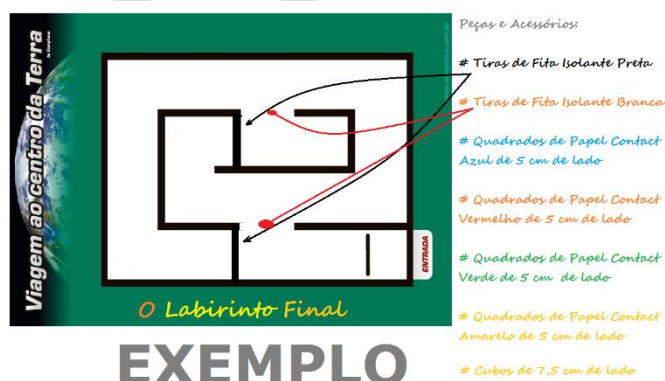 Viagem ao centro da Terra
Peças e Acessórios:
# Tiras de Fita Isolante Preta
# Tiras de Fita Isolante Branca
# Quadrados de Papel Contact
Azul de 5 cm de lado
# Quadrados de Papel Contact
Vermelho de 5 cm de lado
# Quadrados de Papel Contact
Verde de 5 cm de lado
# Quadrados de Papel Contact
Amarelo de 5 cm de lado
# Cubos de 7,5 cm de lado
ENTRADA
O Labirinto Final
EXEMPLO